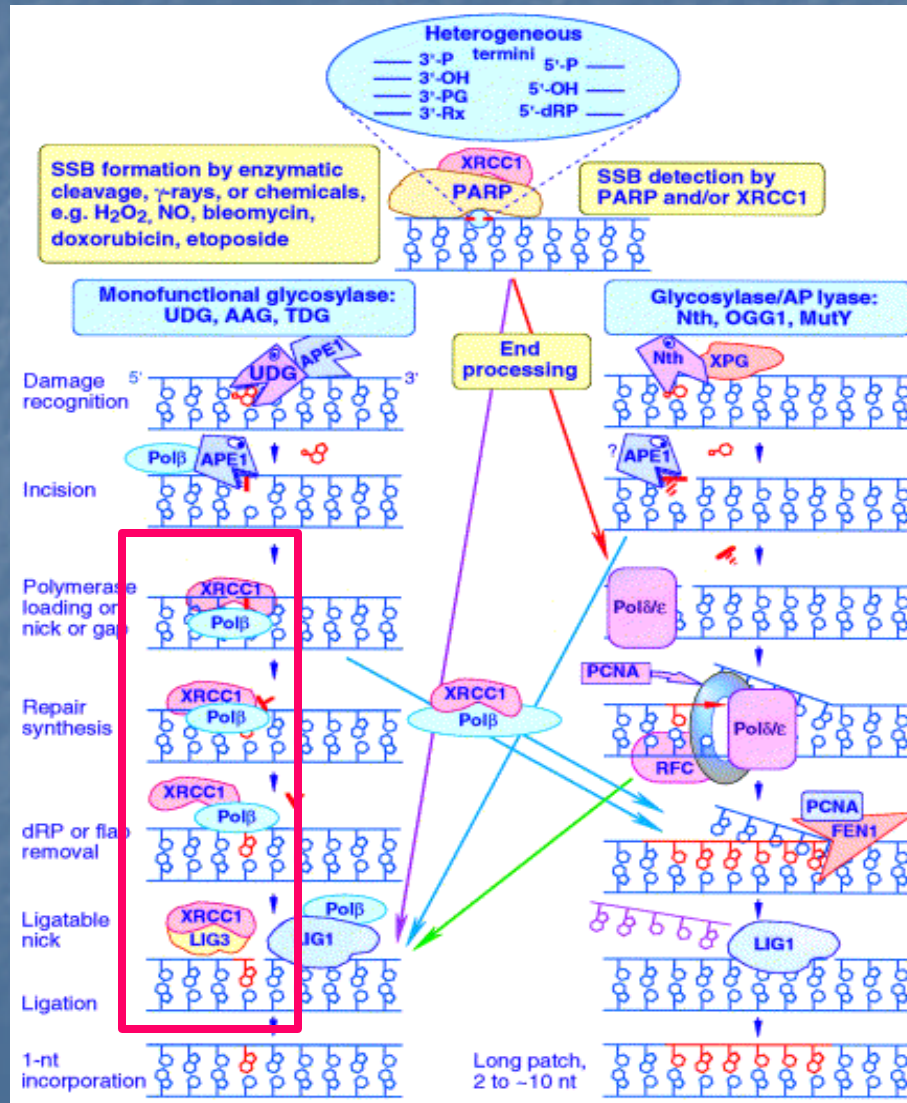 Heterogeneous
termini
3'-P
3'-OH
3'-PG
3'-Rx
5'-P
5'-OH
5'-dRP
SSB formation by enzymatic
cleavage, γ-rays, or chemicals,
e.g. H₂O₂, NO, bleomycin,
doxorubicin, etoposide
XRCC1
PARP
SSB detection by
PARP and/or XRCC1
Monofunctional glycosylase:
UDG, AAG, TDG
End
processing
Glycosylase/AP lyase:
Nth, OGG1, MutY
Damage
recognition
5'
UDG
APE1
3'
Nth
XPG
Incision
Polβ
APE1
?
APE1
Polymerase
loading or
nick or gap
XRCC1
Polβ
Polδ/ε
Repair
synthesis
XRCC1
Polβ
XRCC1
Polβ
PCNA
Polδ/ε
RFC
dRP or flap
removal
XRCC1
Polβ
PCNA
FEN1
Ligatable
nick
XRCC1
LIG3
Polβ
LIG1
LIG1
Ligation
1-nt
incorporation
Long patch,
2 to ~10 nt